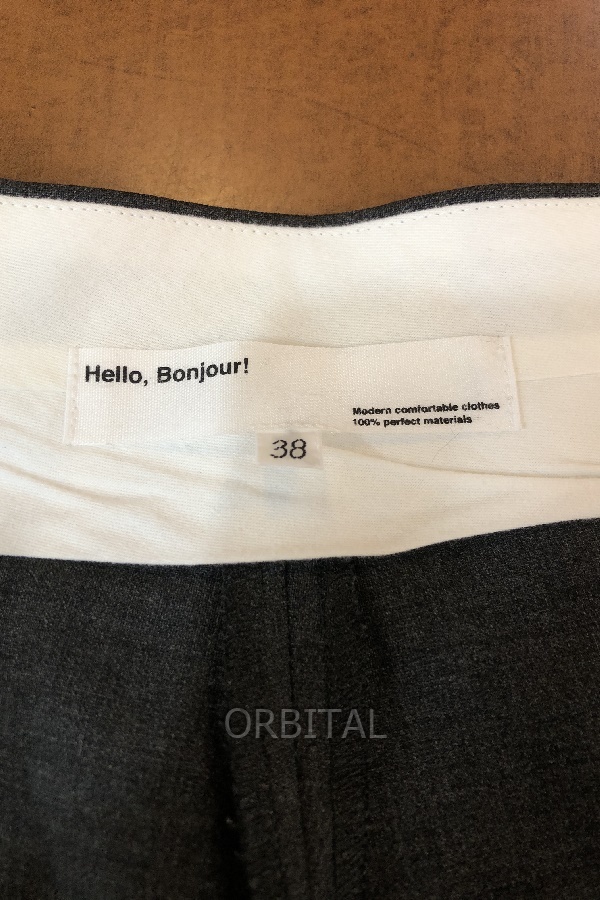 Hello, Bonjour!
Modern comfortable clothes
100% perfect materials
38
ORBITAL